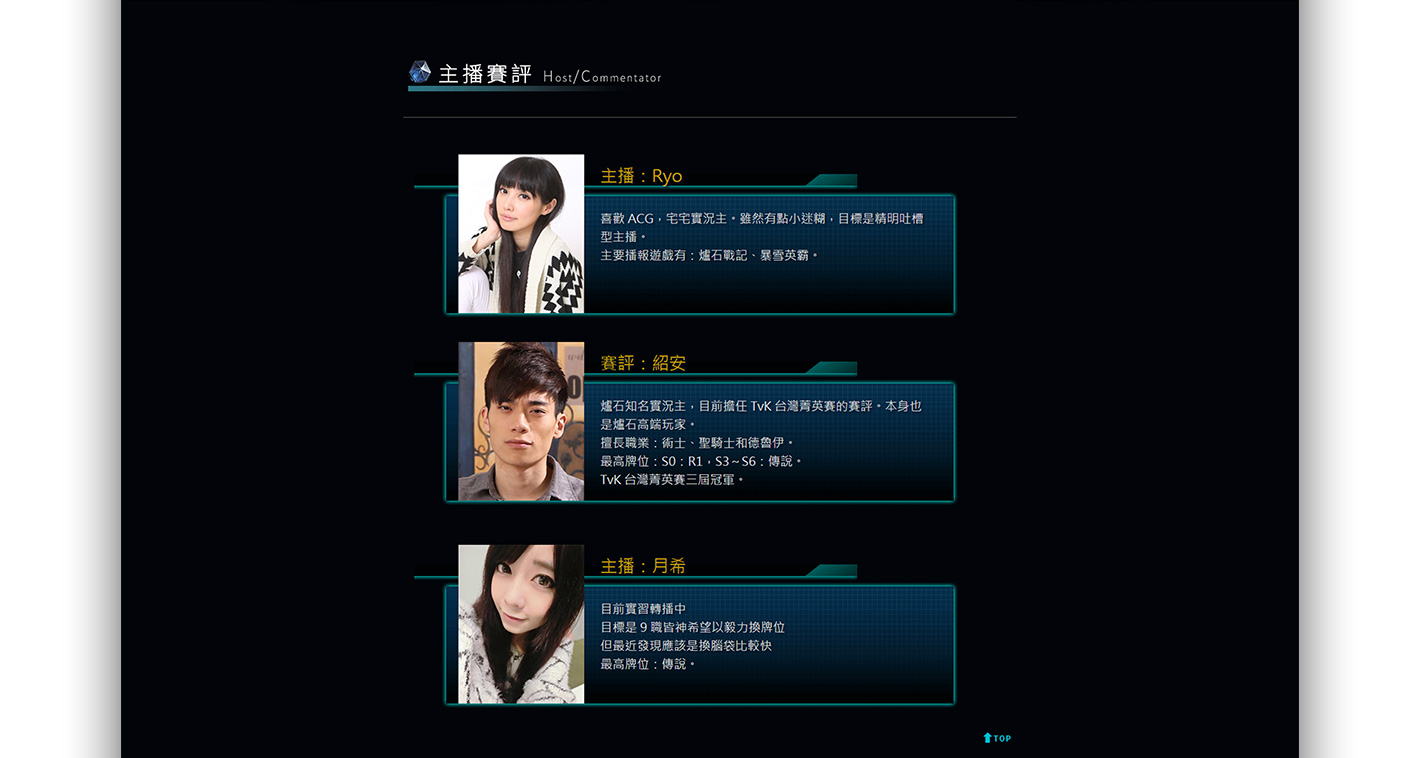 主播賽評 Host/Commentator
主播：Ryo
喜歡 ACG，宅宅實況主。雖然有點小迷糊，目標是精明吐槽
型主播。
主要播報遊戲有：爐石戰記、暴雪英霸。
賽評：紹安
爐石知名實況主，目前擔任 TvK 台灣菁英賽的賽評。本身也
是爐石高端玩家。
擅長職業：術士、聖騎士和德魯伊。
最高牌位：S0：R1，S3～S6：傳說。
TvK 台灣菁英賽三屆冠軍。
主播：月希
目前實習轉播中
目標是 9 職皆神希望以毅力換牌位
但最近發現應該是換腦袋比較快
最高牌位：傳說。
TOP